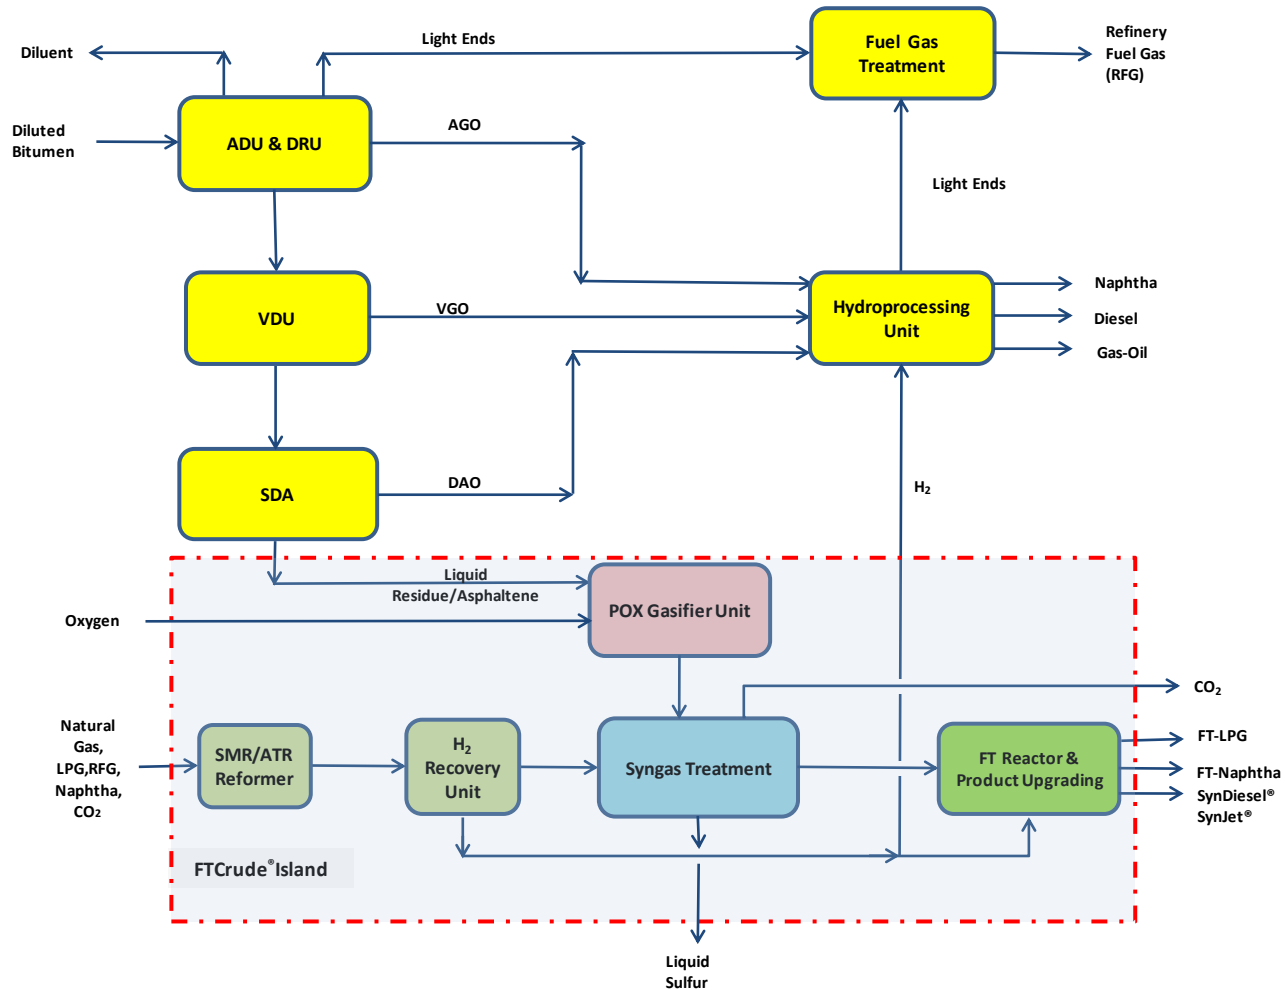 Diluent
Light Ends
Fuel Gas
Treatment
Refinery
Fuel Gas
(RFG)
Diluted
Bitumen
ADU & DRU
AGO
Light Ends
VDU
VGO
Hydroprocessing
Unit
Naphtha
Diesel
Gas-Oil
SDA
DAO
H₂
Liquid
Residue/Asphaltene
POX Gasifier Unit
Oxygen
CO₂
Natural
Gas,
LPG,RFG,
Naphtha,
CO₂
SMR/ATR
Reformer
H₂
Recovery
Unit
Syngas Treatment
FT Reactor &
Product Upgrading
FT-LPG
FT-Naphtha
SynDiesel®
SynJet®
FTCrude®Island
Liquid
Sulfur